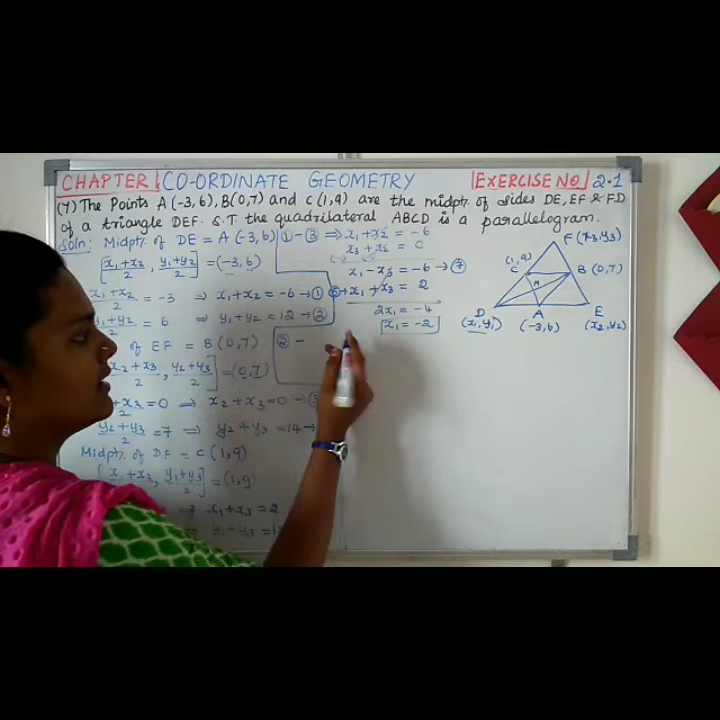 CHAPTER 1 CO-ORDINATE GEOMETRY EXERCISE NO 2.1
(7) The Points A (-3, 6), B(0,7) and C(1,9) are the midpt. of sides DE, EF & FD
of a triangle DEF. S.T the quadrilateral ABCD is a parallelogram.
Soln: Midpt. of DE = A (-3, 6)
[x₁+x₂/2, y₁+y₂/2] = (-3, 6)
x₁+x₂/2 = -3 ⇒ x₁+x₂ = -6 → ①
y₁+y₂/2 = 6 ⇒ y₁+y₂ = 12 → ②
of EF = B (0,7)
x₂+x₃/2, y₂+y₃/2] = (0,7)
+x₃/2 = 0 ⇒ x₂+x₃ = 0 → ③
y₂+y₃/2 = 7 ⇒ y₂+y₃ = 14 →
Midpt. of DF = C (1,9)
[x₁+x₃/2, y₁+y₃/2] = (1,9)
⇒ x₁+x₃ = 2
⇒ y₁+y₃ = 1
① - ③ ⇒ x₁+x₂ = -6
x₃+x₂ = 0
(-) (-) (-)
x₁-x₃ = -6 → ⑦
⑤ → x₁+x₃ = 2
2x₁ = -4
x₁ = -2
② -
F (x₃,y₃)
(1,9)
C
B (0,7)
M
D A E
(x₁,y₁) (-3,6) (x₂,y₂)